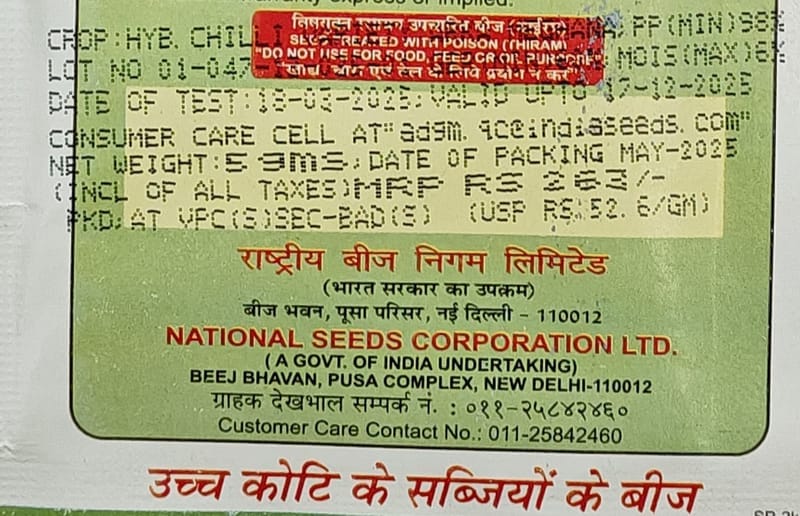 CROP: HYB. CHILLI PP(MIN)98%
विषाक्त उपचारित बीज
SEED TREATED WITH POISON (THIRAM)
"DO NOT USE FOR FOOD, FEED OR OIL PURPOSE"
MOIS(MAX)6%
LOT NO 01-047
DATE OF TEST:18-03-2025; VALID UPTO 17-12-2025
CONSUMER CARE CELL AT"adgm.qc@indiaseeds.com"
NET WEIGHT:5 gms; DATE OF PACKING MAY-2025
(INCL OF ALL TAXES)MRP RS 263/-
PKD; AT VPC(S)SEC-BAD(S) (USP RS. 52.6/GM)
राष्ट्रीय बीज निगम लिमिटेड
(भारत सरकार का उपक्रम)
बीज भवन, पूसा परिसर, नई दिल्ली - 110012
NATIONAL SEEDS CORPORATION LTD.
(A GOVT. OF INDIA UNDERTAKING)
BEEJ BHAVAN, PUSA COMPLEX, NEW DELHI-110012
ग्राहक देखभाल सम्पर्क नं. : ०११-२५८४२४६०
Customer Care Contact No.: 011-25842460
उच्च कोटि के सब्जियों के बीज